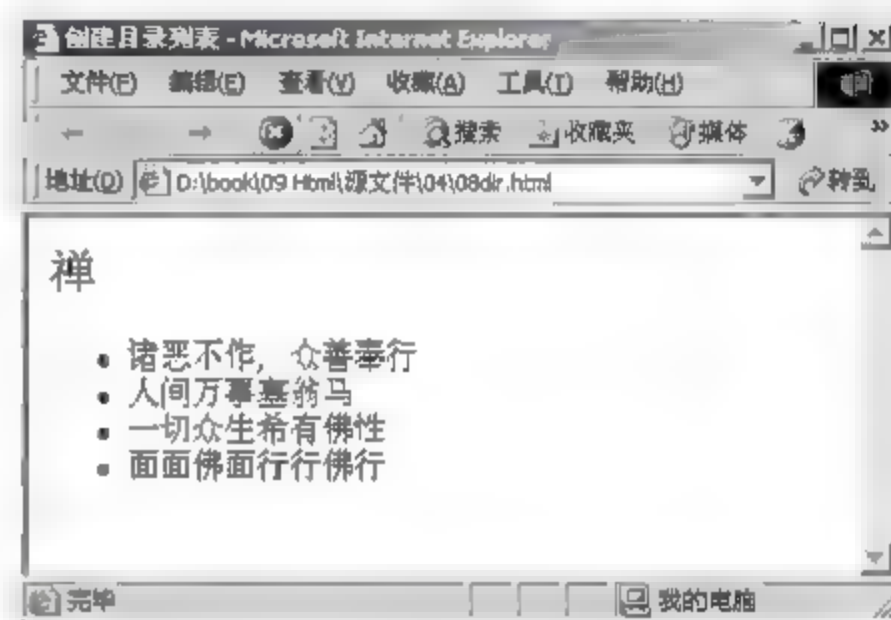 创建目录列表 - Microsoft Internet Explorer
文件(F) 编辑(E) 查看(V) 收藏(A) 工具(T) 帮助(H)
搜索 收藏夹 媒体 »
地址(D) D:\book\09 Html\源文件\04\08dir.html 转到
禅
• 诸恶不作，众善奉行
• 人间万事塞翁马
• 一切众生希有佛性
• 面面佛面行行佛行
完毕 我的电脑